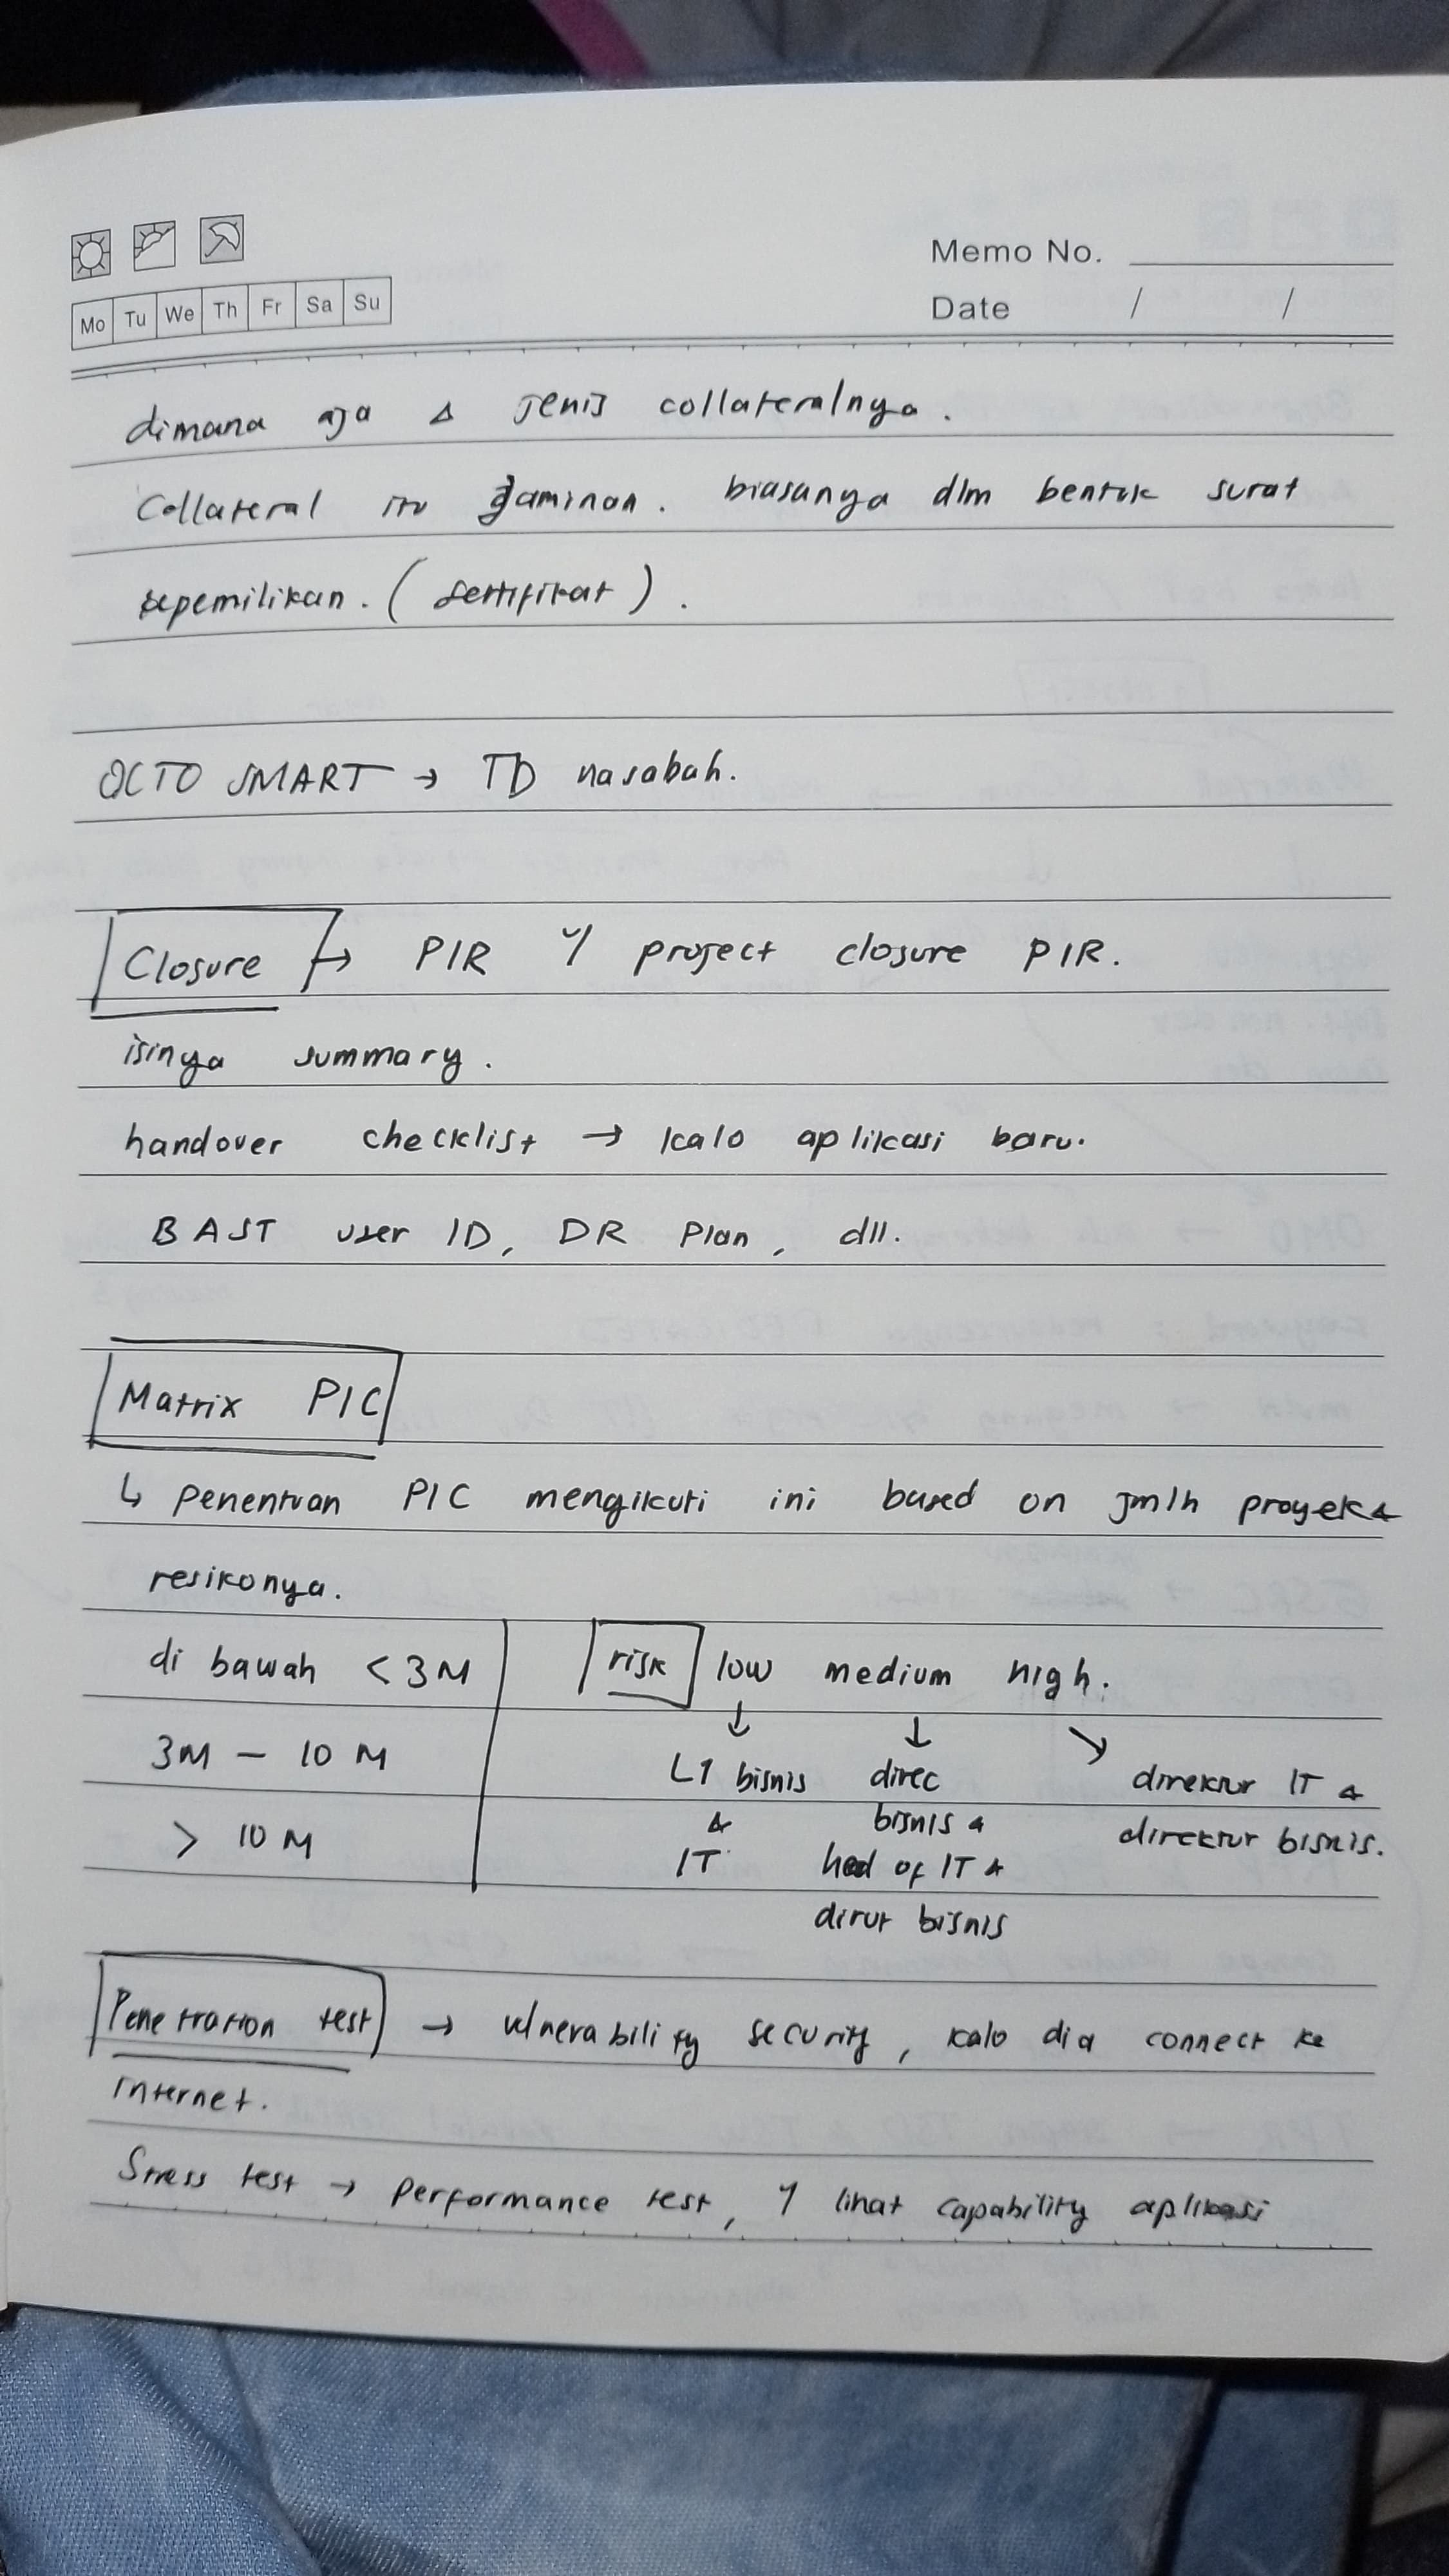 Memo No.
Mo Tu We Th Fr Sa Su
Date / /
dimana aja & jenis collateralnya.
Collateral itu jaminan. biasanya dlm bentuk surat
kepemilikan. (sertifikat).
OCTO SMART → TD nasabah.
Closure → PIR y/ project closure PIR.
isinya summary.
handover checklist → kalo aplikasi baru.
BAST user ID, DR Plan, dll.
Matrix PIC
↳ penentuan PIC mengikuti ini based on jmlh proyek &
resikonya.
di bawah <3M
3M - 10 M
> 10 M
risk low medium high.
↓ ↓ ↘
L1 bisnis & IT
direc bisnis & hed of IT & dirut bisnis
direktur IT & direktur bisnis.
Penetration test → vulnerability security, kalo dia connect ke
internet.
Stress test → performance test, y lihat capability aplikasi